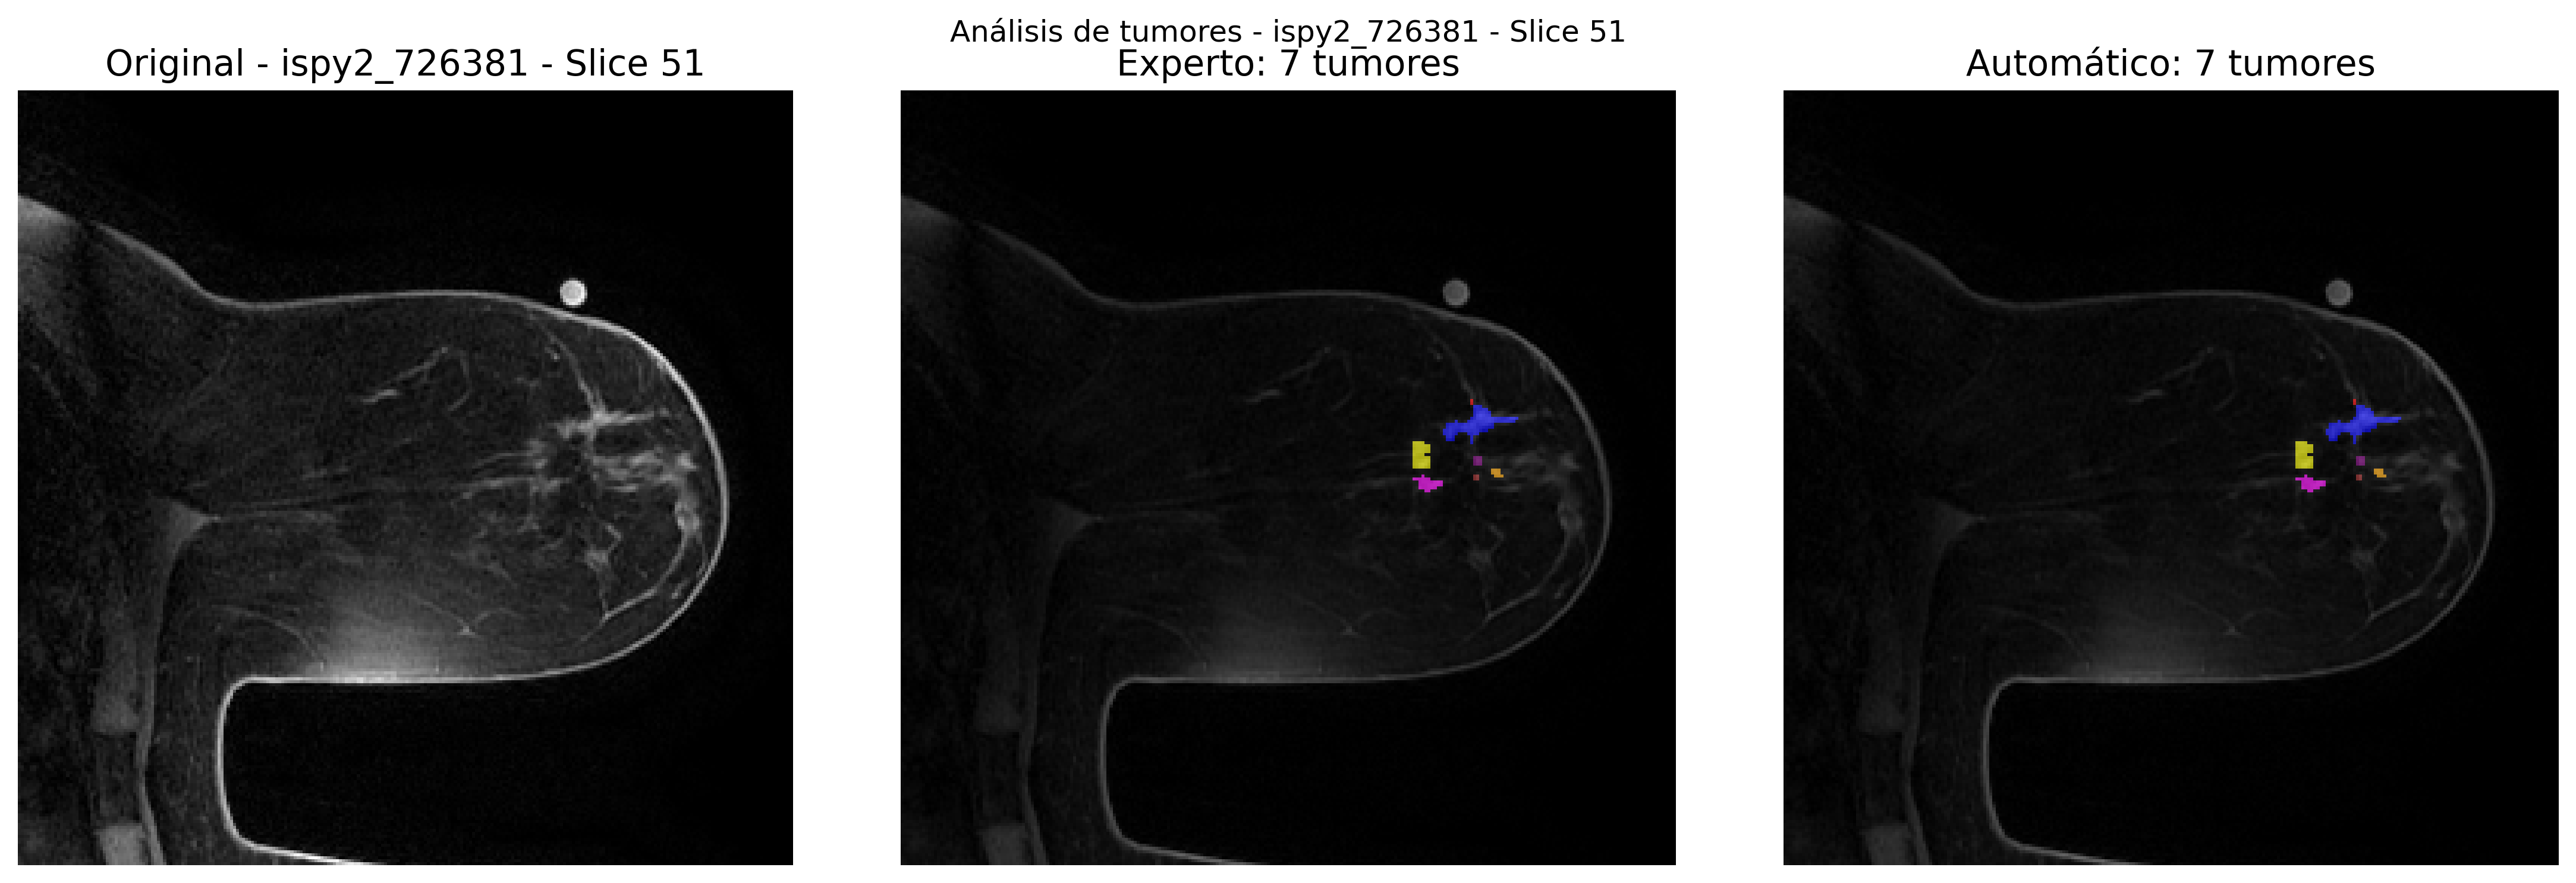 Análisis de tumores - ispy2_726381 - Slice 51
Original - ispy2_726381 - Slice 51
Experto: 7 tumores
Automático: 7 tumores